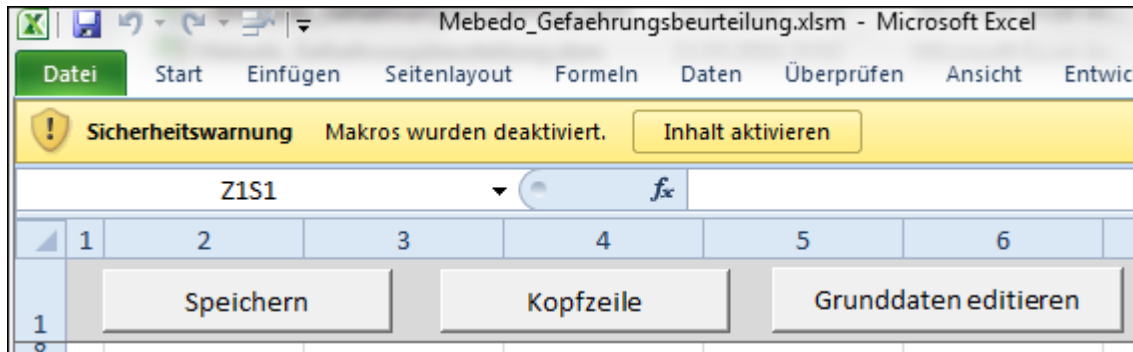 Mebedo_Gefaehrungsbeurteilung.xlsm - Microsoft Excel
Datei Start Einfügen Seitenlayout Formeln Daten Überprüfen Ansicht Entwic
Sicherheitswarnung Makros wurden deaktiviert. Inhalt aktivieren
Z1S1 fx
1 2 3 4 5 6
1 Speichern Kopfzeile Grunddaten editieren
8